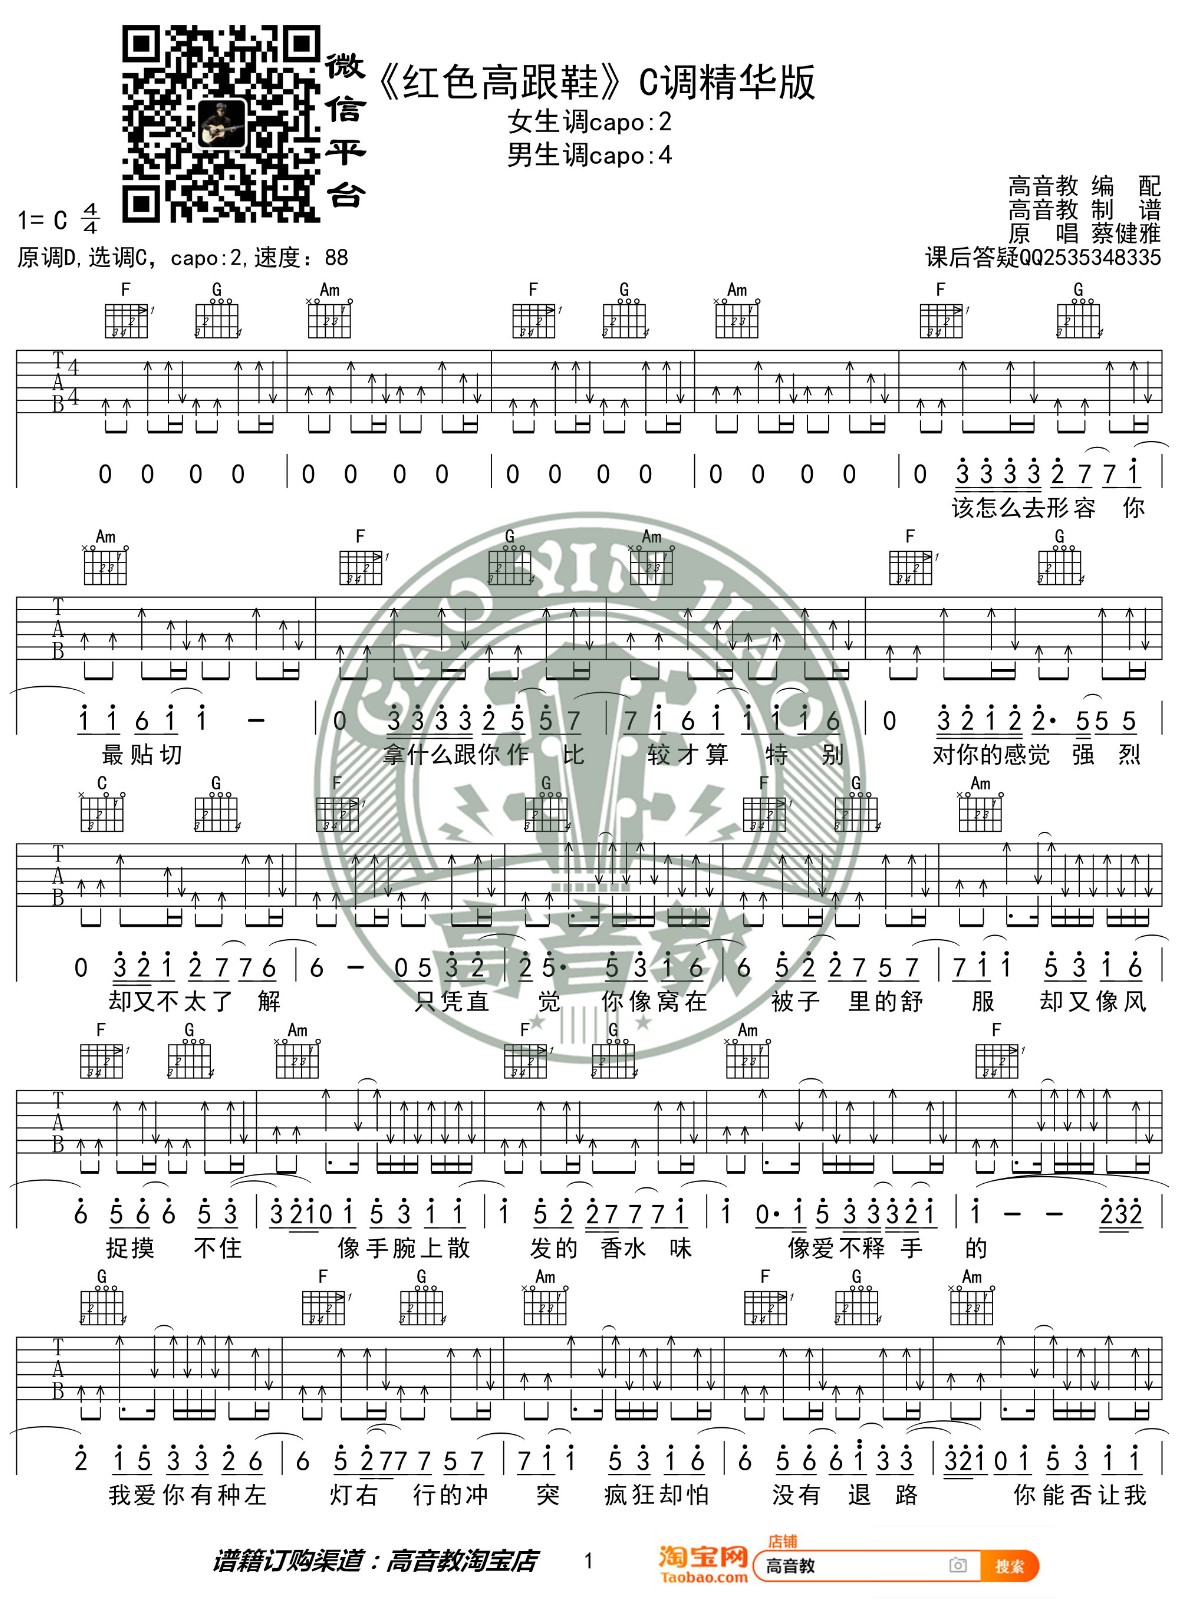 微信平台
《红色高跟鞋》C调精华版
女生调capo:2
男生调capo:4
高音教 编 配
高音教 制 谱
原 唱 蔡健雅
课后答疑QQ2535348335
1= C 4/4
原调D,选调C，capo:2,速度：88
F G Am F G Am F G
T A B 4 4
0 0 0 0 0 0 0 0 0 0 0 0 0 0 0 0 0 3 3 3 3 2 7 7 1
该怎么去形容 你
Am F G Am F G
T A B
1 1 6 1 1 － 0 3 3 3 3 2 5 5 7 7 1 6 1 1 1 1 6 0 3 2 1 2 2· 5 5 5
最贴切 拿什么跟你作 比 较才算 特 别 对你的感觉 强 烈
C G F G F G Am
T A B
0 3 2 1 2 7 7 6 6 － 0 5 3 2 2 5· 5 3 1 6 6 5 2 2 7 5 7 7 1 1 5 3 1 6
却又不太了 解 只凭直 觉 你像窝在 被子 里的舒 服 却又像风
F G Am F G Am F
T A B
6 5 6 6 5 3 3 2 1 0 1 5 3 1 1 1 5 2 2 7 7 7 1 1 0· 1 5 3 3 3 2 1 1 － － 2 3 2
捉摸 不住 像手腕上散 发的 香水 味 像爱不释 手 的
G F G Am F G Am
T A B
2 1 5 3 3 2 6 6 5 2 7 7 7 5 7 7 1 1 5 3 1 6 6 5 6 6 1 3 3 3 2 1 0 1 5 3 1
我爱你有种左 灯右 行的冲 突 疯狂却怕 没有 退 路 你能否让我
谱籍订购渠道：高音教淘宝店 1
淘宝网
Taobao.com
店铺
高音教
搜索
GAO YIN JIAO
高音教